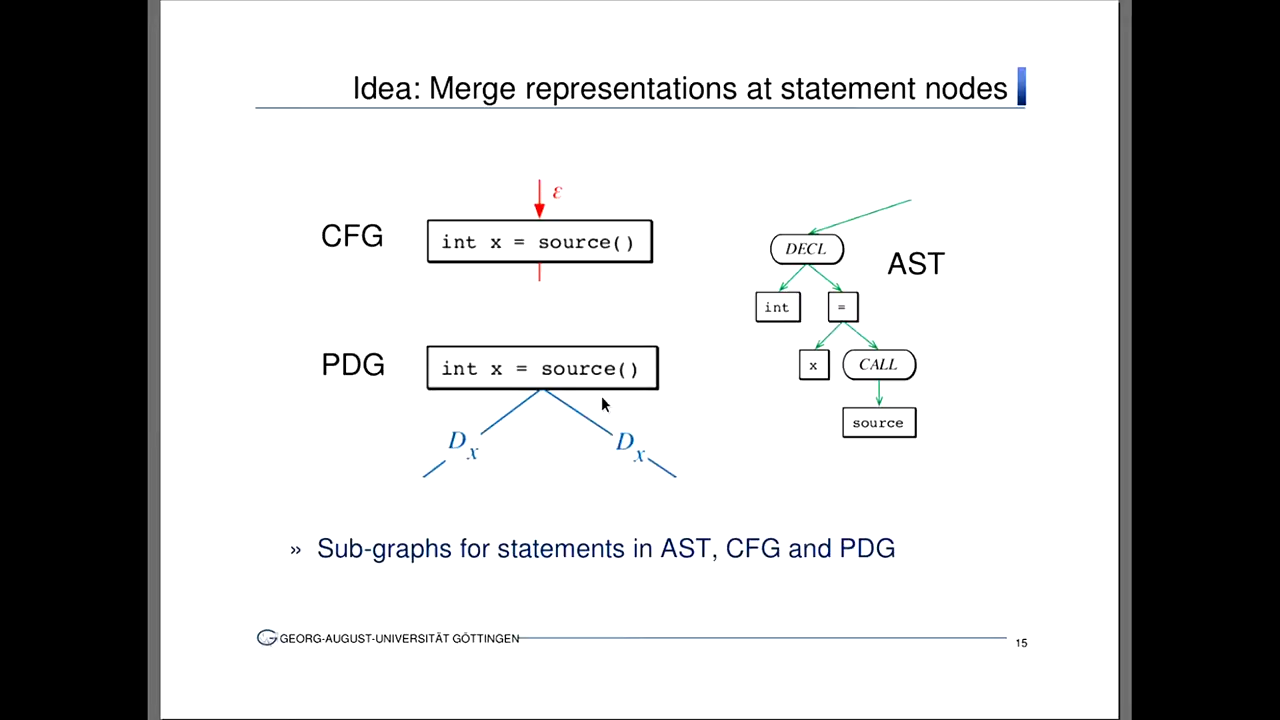 Idea: Merge representations at statement nodes
ε
CFG
int x = source()
DECL
AST
int
=
PDG
int x = source()
x
CALL
source
D x
D x
» Sub-graphs for statements in AST, CFG and PDG
GEORG-AUGUST-UNIVERSITÄT GÖTTINGEN
15